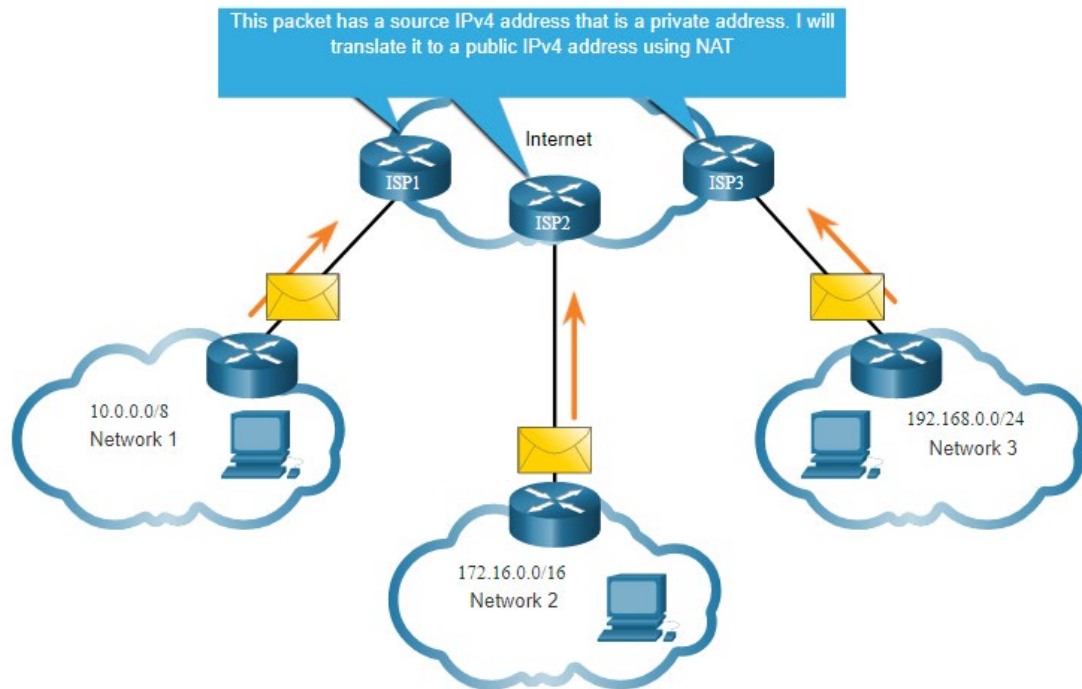 This packet has a source IPv4 address that is a private address. I will
translate it to a public IPv4 address using NAT
Internet
ISP1
ISP3
ISP2
10.0.0.0/8
Network 1
192.168.0.0/24
Network 3
172.16.0.0/16
Network 2